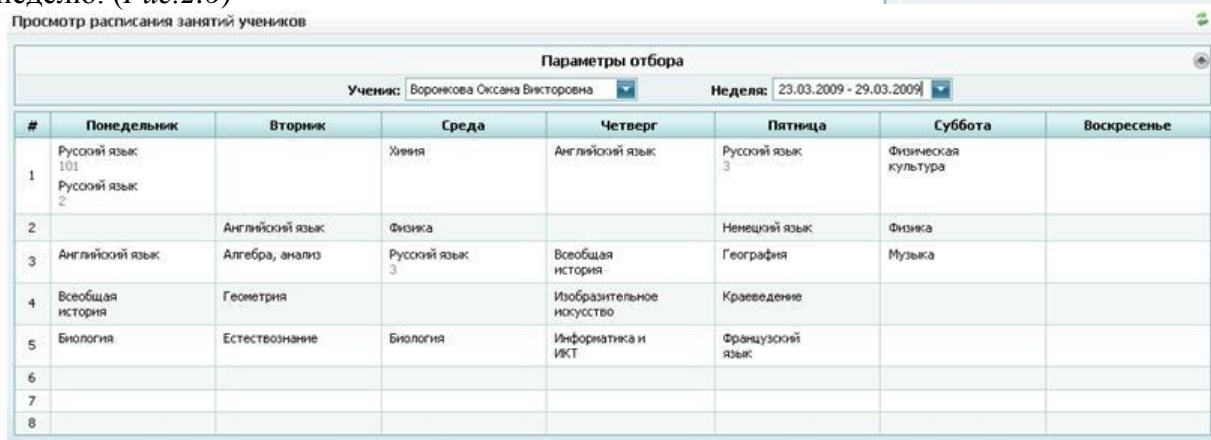 неделю. (Рис.2.6)
Просмотр расписания занятий учеников
Параметры отбора
Ученик: Воронкова Оксана Викторовна Неделя: 23.03.2009 - 29.03.2009
# Понедельник Вторник Среда Четверг Пятница Суббота Воскресенье
1 Русский язык Химия Английский язык Русский язык Физическая
101 3 культура
Русский язык
2
2 Английский язык Физика Немецкий язык Физика
3 Английский язык Алгебра, анализ Русский язык Всеобщая География Музыка
3 история
4 Всеобщая Геометрия Изобразительное Краеведение
история искусство
5 Биология Естествознание Биология Информатика и Французский
ИКТ язык
6
7
8